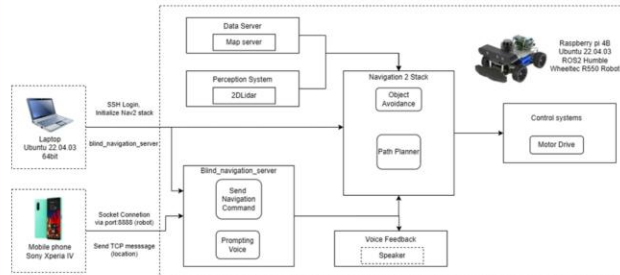 Data Server
Map server
Perception System
2DLidar
Navigation 2 Stack
Object
Avoidance
Path Planner
Raspberry pi 4B
Ubuntu 22.04.03
ROS2 Humble
Wheeltec R550 Robot
Control systems
Motor Drive
Laptop
Ubuntu 22.04.03
64bit
SSH Login,
Initialize Nav2 stack
blind_navigation_server
Blind_navigation_server
Send
Navigation
Command
Prompting
Voice
Mobile phone
Sony Xperia IV
Socket Connetion
via port:8888 (robot)
Send TCP messsage
(location)
Voice Feedback
Speaker